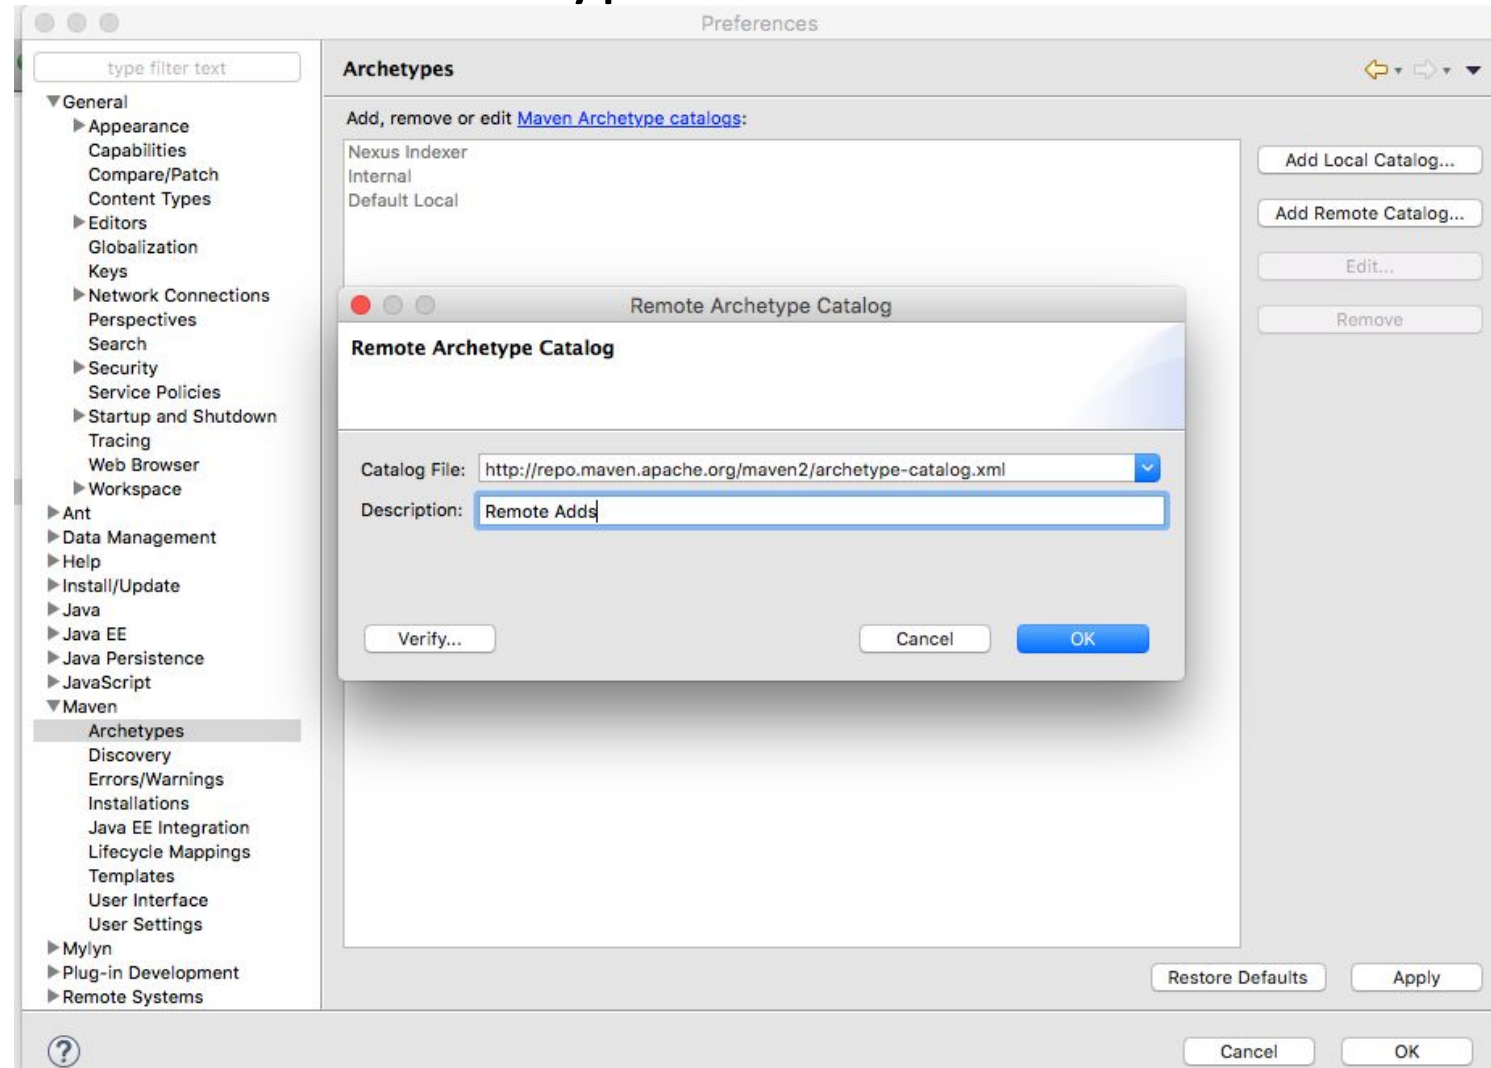 Preferences
type filter text
General
Appearance
Capabilities
Compare/Patch
Content Types
Editors
Globalization
Keys
Network Connections
Perspectives
Search
Security
Service Policies
Startup and Shutdown
Tracing
Web Browser
Workspace
Ant
Data Management
Help
Install/Update
Java
Java EE
Java Persistence
JavaScript
Maven
Archetypes
Discovery
Errors/Warnings
Installations
Java EE Integration
Lifecycle Mappings
Templates
User Interface
User Settings
Mylyn
Plug-in Development
Remote Systems
Archetypes
Add, remove or edit Maven Archetype catalogs:
Nexus Indexer
Internal
Default Local
Add Local Catalog...
Add Remote Catalog...
Edit...
Remove
Remote Archetype Catalog
Remote Archetype Catalog
Catalog File: http://repo.maven.apache.org/maven2/archetype-catalog.xml
Description: Remote Adds
Verify... Cancel OK
Restore Defaults Apply
? Cancel OK